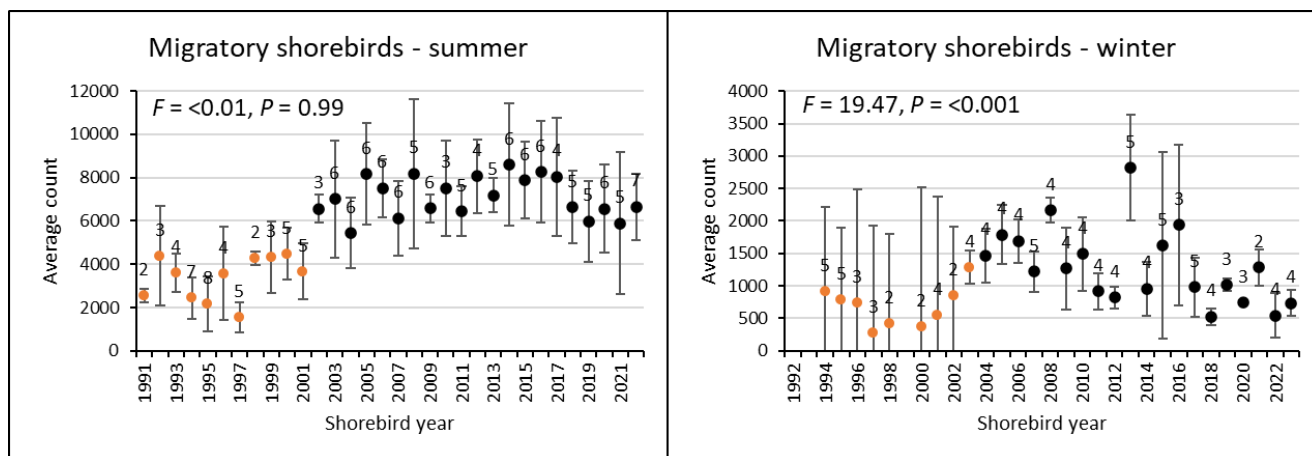 Migratory shorebirds - summer
F = <0.01, P = 0.99
Average count
12000
10000
8000
6000
4000
2000
0
2 3 4 7 8 4 5 2 3 5 5 3 6 6 6 6 6 5 6 3 5 4 5 6 6 6 4 5 5 6 5 7
1991 1993 1995 1997 1999 2001 2003 2005 2007 2009 2011 2013 2015 2017 2019 2021
Shorebird year
Migratory shorebirds - winter
F = 19.47, P = <0.001
Average count
4000
3500
3000
2500
2000
1500
1000
500
0
5 5 3 3 2 2 4 2 4 4 4 4 5 4 4 4 4 4 5 4 5 3 5 4 4 3 2 4 4
1992 1994 1996 1998 2000 2002 2004 2006 2008 2010 2012 2014 2016 2018 2020 2022
Shorebird year